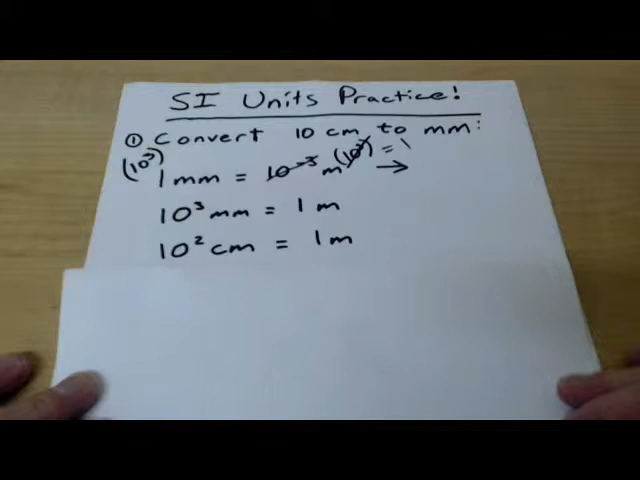 SI Units Practice!
① Convert 10 cm to mm:
(10³) 1 mm = 10⁻³ m (10³) = 1 →
10³ mm = 1 m
10² cm = 1 m